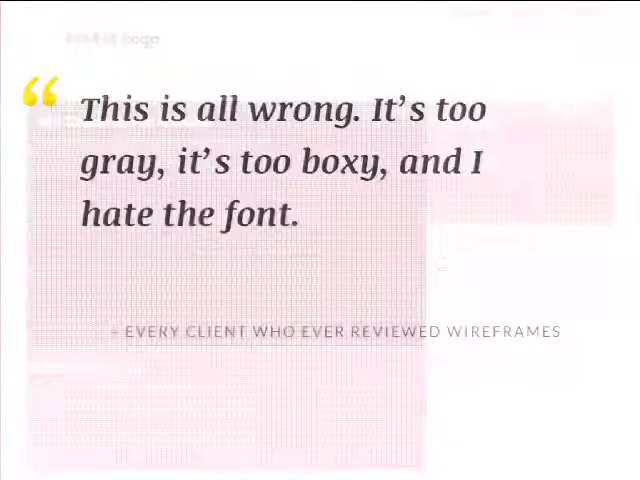 “ This is all wrong. It’s too
gray, it’s too boxy, and I
hate the font.
– EVERY CLIENT WHO EVER REVIEWED WIREFRAMES